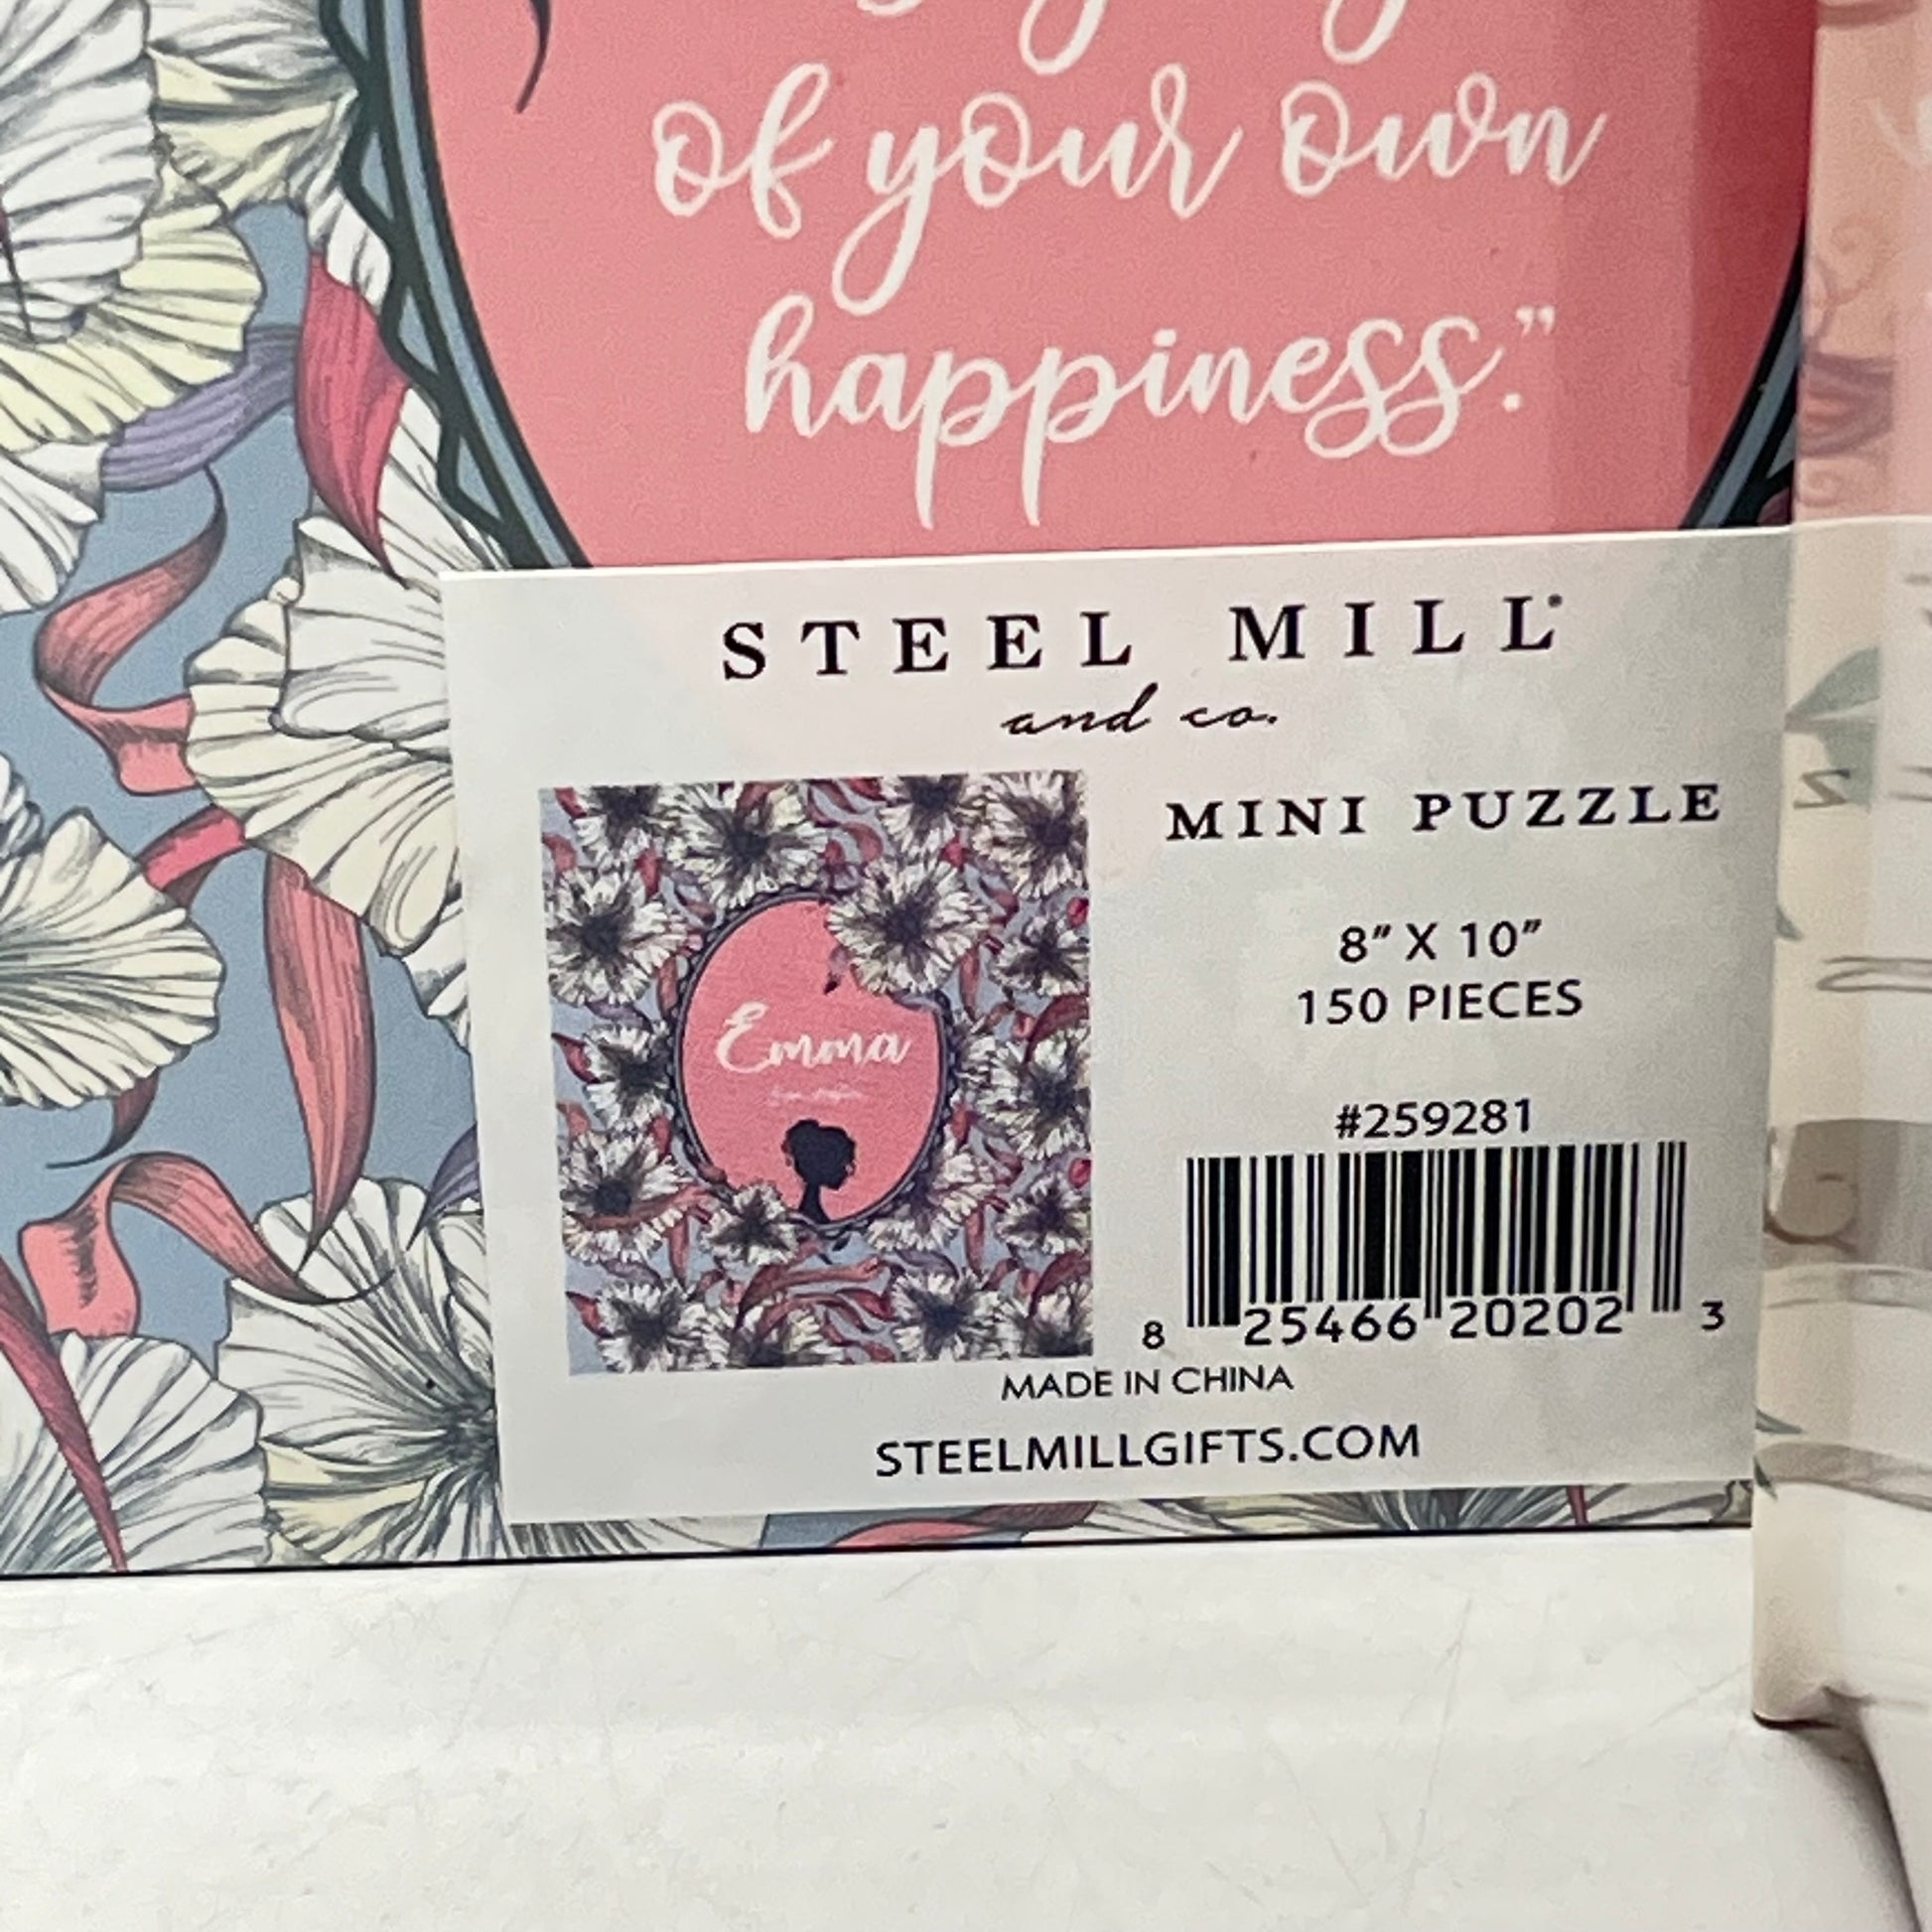 of your own
happiness."
STEEL MILL
and co.
Emma
MINI PUZZLE
8" X 10"
150 PIECES
#259281
8 25466 20202 3
MADE IN CHINA
STEELMILLGIFTS.COM